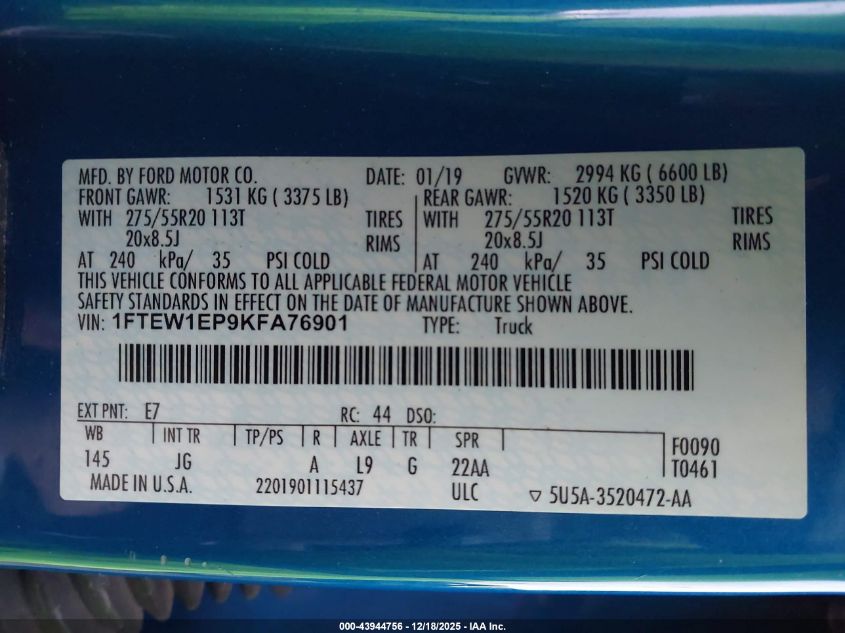 MFD. BY FORD MOTOR CO. DATE: 01/19 GVWR: 2994 KG ( 6600 LB)
FRONT GAWR: 1531 KG ( 3375 LB) REAR GAWR: 1520 KG ( 3350 LB)
WITH 275/55R20 113T TIRES WITH 275/55R20 113T TIRES
20x8.5J RIMS 20x8.5J RIMS
AT 240 kPa/ 35 PSI COLD AT 240 kPa/ 35 PSI COLD
THIS VEHICLE CONFORMS TO ALL APPLICABLE FEDERAL MOTOR VEHICLE
SAFETY STANDARDS IN EFFECT ON THE DATE OF MANUFACTURE SHOWN ABOVE.
VIN: 1FTEW1EP9KFA76901 TYPE: Truck
EXT PNT: E7 RC: 44 DSO:
WB INT TR TP/PS R AXLE TR SPR F0090
145 JG A L9 G 22AA T0461
MADE IN U.S.A. 2201901115437 ULC ▽ 5U5A-3520472-AA
000-43944756 - 12/18/2025 - IAA Inc.